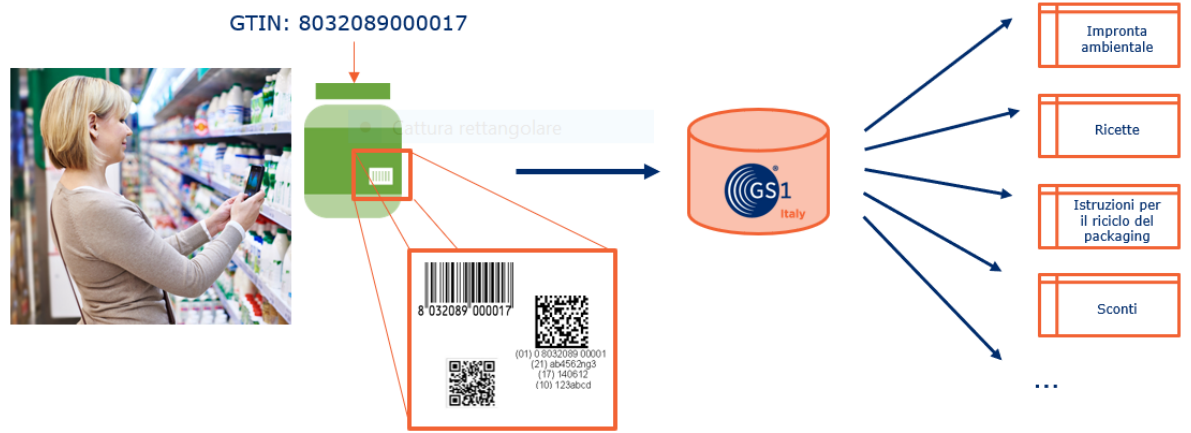 GTIN: 8032089000017
Cattura rettangolare
8 032089 000017
(01) 0 8032089 00001
(21) ab4562ng3
(17) 140612
(10) 123abcd
GS1
®
Italy
Impronta
ambientale
Ricette
Istruzioni per
il riciclo del
packaging
Sconti
...